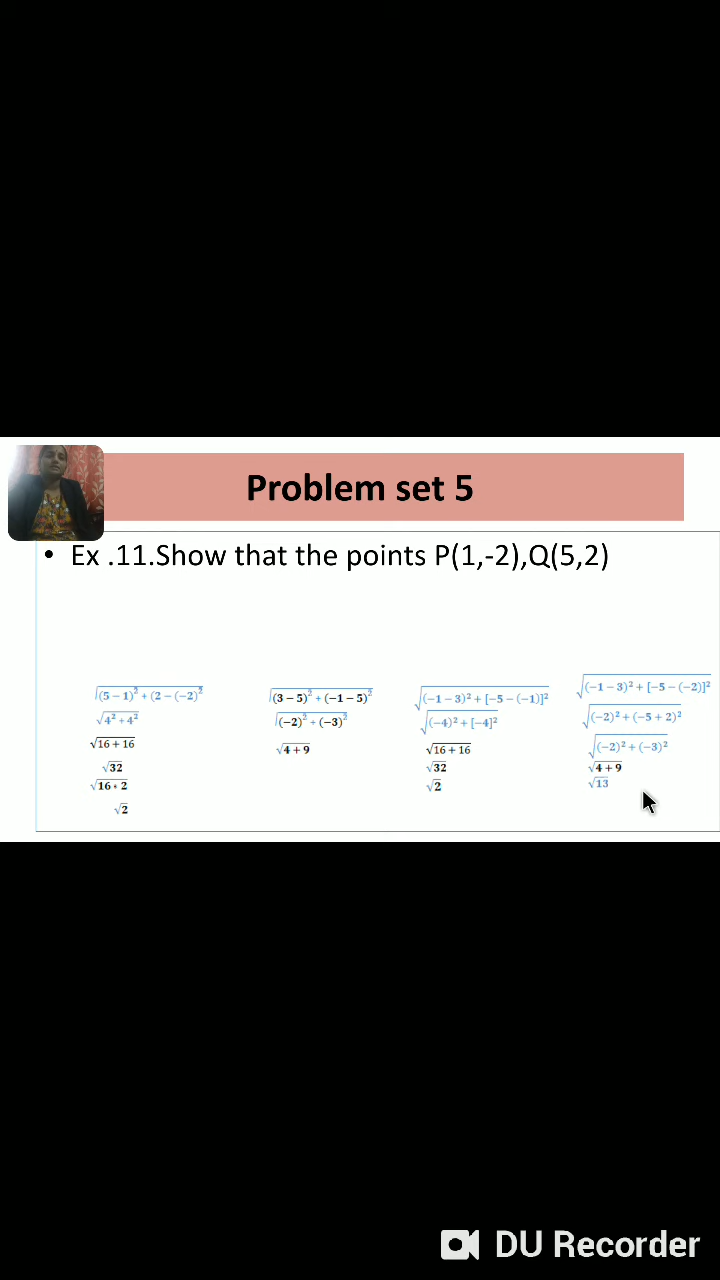 Problem set 5
• Ex .11.Show that the points P(1,-2),Q(5,2)
√(5 − 1)² + (2 − (−2)²
√4² + 4²
√16 + 16
√32
√16 * 2
√2
√(3 − 5)² + (−1 − 5)²
√(−2)² + (−3)²
√4 + 9
√(−1 − 3)² + [−5 − (−1)]²
√(−4)² + [−4]²
√16 + 16
√32
√2
√(−1 − 3)² + [−5 − (−2)]²
√(−2)² + (−5 + 2)²
√(−2)² + (−3)²
√4 + 9
√13
DU Recorder